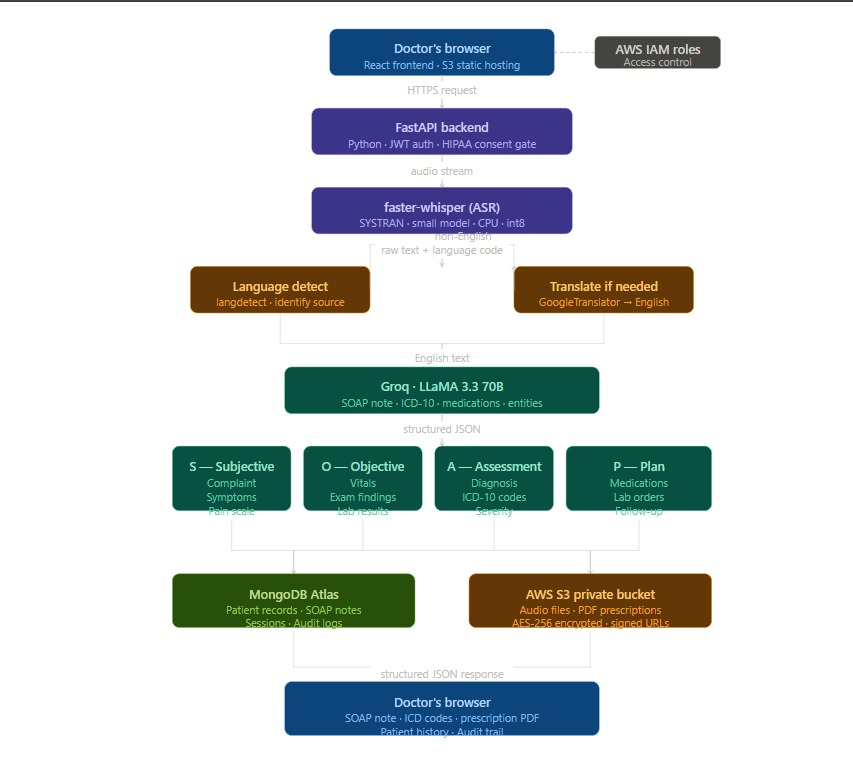 Doctor's browser
React frontend · S3 static hosting
AWS IAM roles
Access control
HTTPS request
FastAPI backend
Python · JWT auth · HIPAA consent gate
audio stream
faster-whisper (ASR)
SYSTRAN · small model · CPU · int8
non-English
raw text + language code
Language detect
langdetect · identify source
Translate if needed
GoogleTranslator → English
English text
Groq · LLaMA 3.3 70B
SOAP note · ICD-10 · medications · entities
structured JSON
S — Subjective
Complaint
Symptoms
Pain scale
O — Objective
Vitals
Exam findings
Lab results
A — Assessment
Diagnosis
ICD-10 codes
Severity
P — Plan
Medications
Lab orders
Follow-up
MongoDB Atlas
Patient records · SOAP notes
Sessions · Audit logs
AWS S3 private bucket
Audio files · PDF prescriptions
AES-256 encrypted · signed URLs
structured JSON response
Doctor's browser
SOAP note · ICD codes · prescription PDF
Patient history · Audit trail